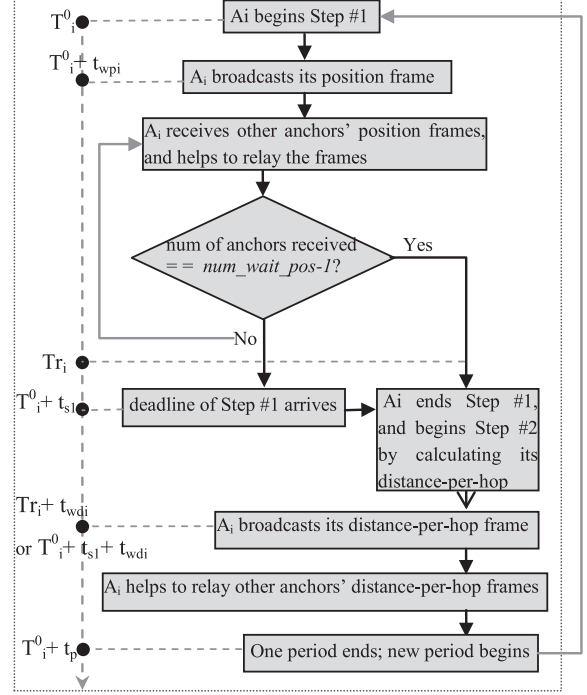 T⁰ᵢ
Ai begins Step #1
T⁰ᵢ+ t_wpi
Aᵢ broadcasts its position frame
Aᵢ receives other anchors' position frames,
and helps to relay the frames
num of anchors received
== num_wait_pos-1?
Yes
No
Trᵢ
T⁰ᵢ+ t_s1
deadline of Step #1 arrives
Ai ends Step #1,
and begins Step #2
by calculating its
distance-per-hop
Trᵢ+ t_wdi
or T⁰ᵢ+ t_s1+ t_wdi
Aᵢ broadcasts its distance-per-hop frame
Aᵢ helps to relay other anchors' distance-per-hop frames
T⁰ᵢ+ t_p
One period ends; new period begins